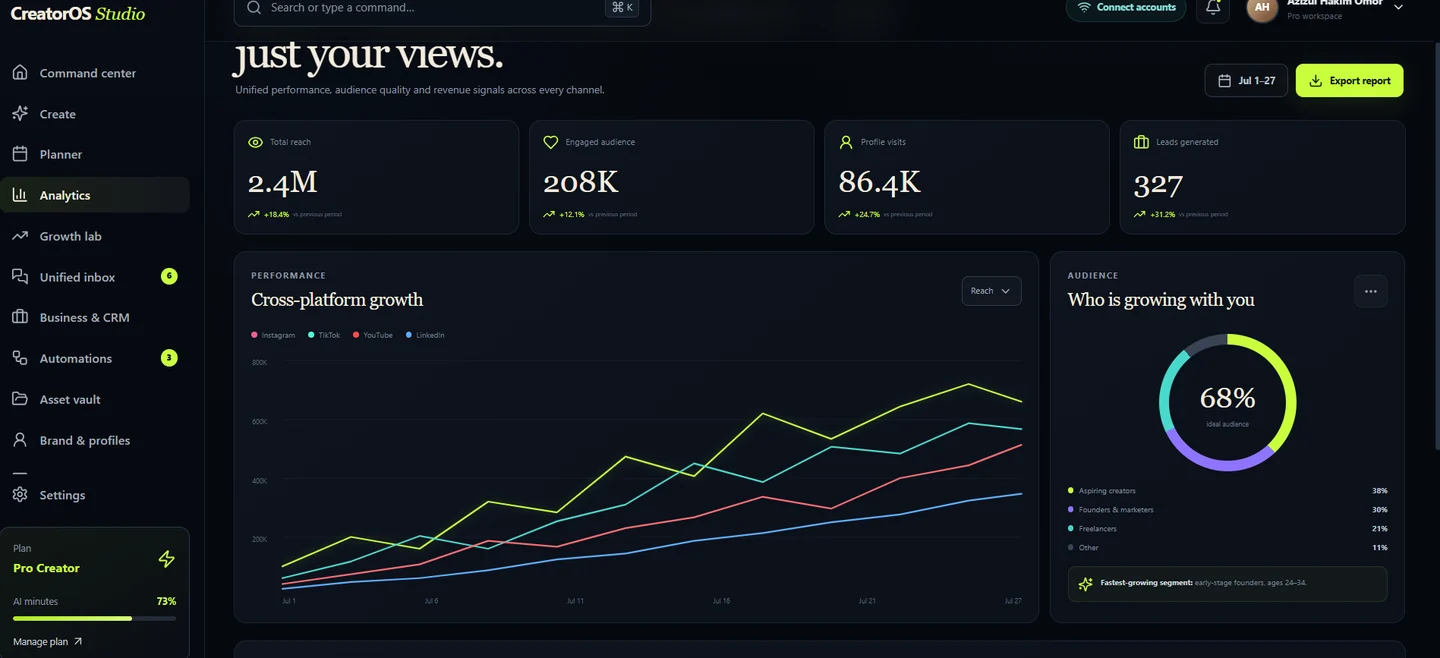 CreatorOS Studio
Search or type a command...
⌘ K
Connect accounts
AH
Azizul Hakim Omor
Pro workspace
Command center
Create
Planner
Analytics
Growth lab
Unified inbox 6
Business & CRM
Automations 3
Asset vault
Brand & profiles
Settings
Plan
Pro Creator
AI minutes 73%
Manage plan
just your views.
Unified performance, audience quality and revenue signals across every channel.
Jul 1–27
Export report
Total reach
2.4M
+18.4% vs previous period
Engaged audience
208K
+12.1% vs previous period
Profile visits
86.4K
+24.7% vs previous period
Leads generated
327
+31.2% vs previous period
PERFORMANCE
Cross-platform growth
Reach
Instagram TikTok YouTube LinkedIn
800K
600K
400K
200K
Jul 1 Jul 6 Jul 11 Jul 16 Jul 21 Jul 27
AUDIENCE
Who is growing with you
68%
ideal audience
Aspiring creators 38%
Founders & marketers 30%
Freelancers 21%
Other 11%
Fastest-growing segment: early-stage founders, ages 24–34.